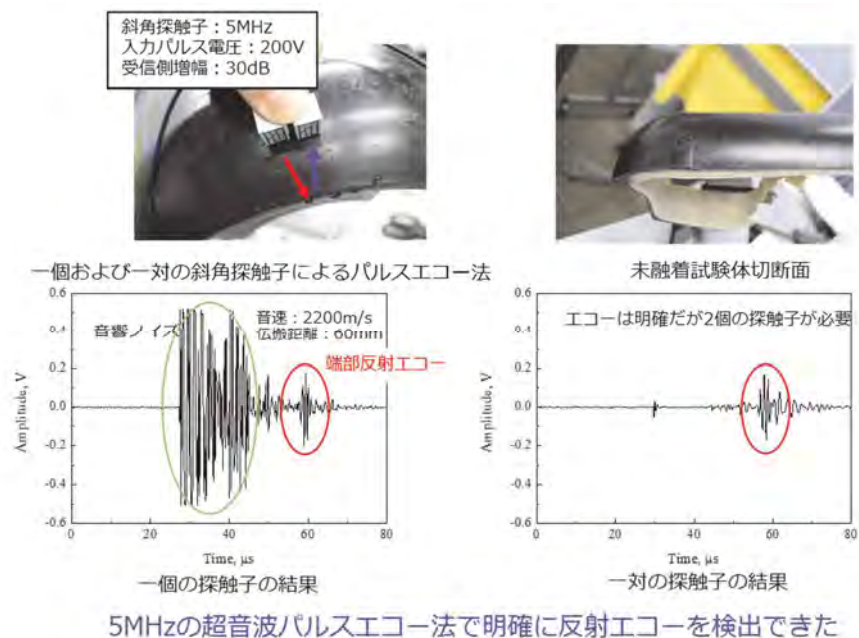 斜角探触子：5MHz
入力パルス電圧：200V
受信側増幅：30dB
一個および一対の斜角探触子によるパルスエコー法
未融着試験体切断面
0.6
音響ノイズ
音速：2200m/s
伝搬距離：60mm
端部反射エコー
0.4
0.2
0.0
-0.2
-0.4
-0.6
Amplitude, V
0
20
40
60
80
Time, μs
一個の探触子の結果
0.6
エコーは明確だが2個の探触子が必要
0.4
0.2
0.0
-0.2
-0.4
-0.6
Amplitude, V
0
20
40
60
80
Time, μs
一対の探触子の結果
5MHzの超音波パルスエコー法で明確に反射エコーを検出できた